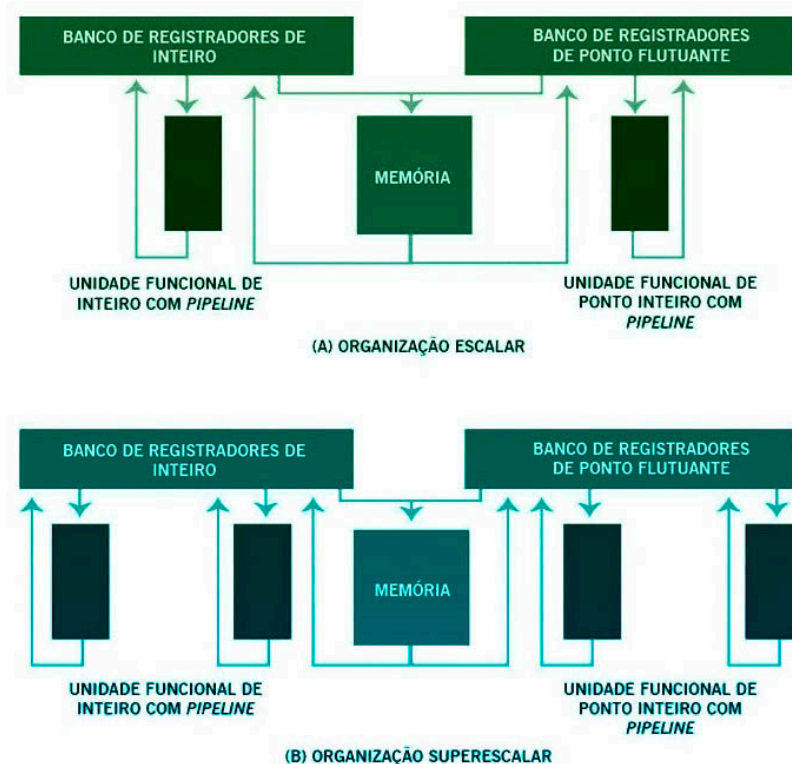 BANCO DE REGISTRADORES DE
INTEIRO
BANCO DE REGISTRADORES
DE PONTO FLUTUANTE
MEMÓRIA
UNIDADE FUNCIONAL DE
INTEIRO COM PIPELINE
UNIDADE FUNCIONAL DE
PONTO INTEIRO COM
PIPELINE
(A) ORGANIZAÇÃO ESCALAR
BANCO DE REGISTRADORES DE
INTEIRO
BANCO DE REGISTRADORES
DE PONTO FLUTUANTE
MEMÓRIA
UNIDADE FUNCIONAL DE
INTEIRO COM PIPELINE
UNIDADE FUNCIONAL DE
PONTO INTEIRO COM
PIPELINE
(B) ORGANIZAÇÃO SUPERESCALAR